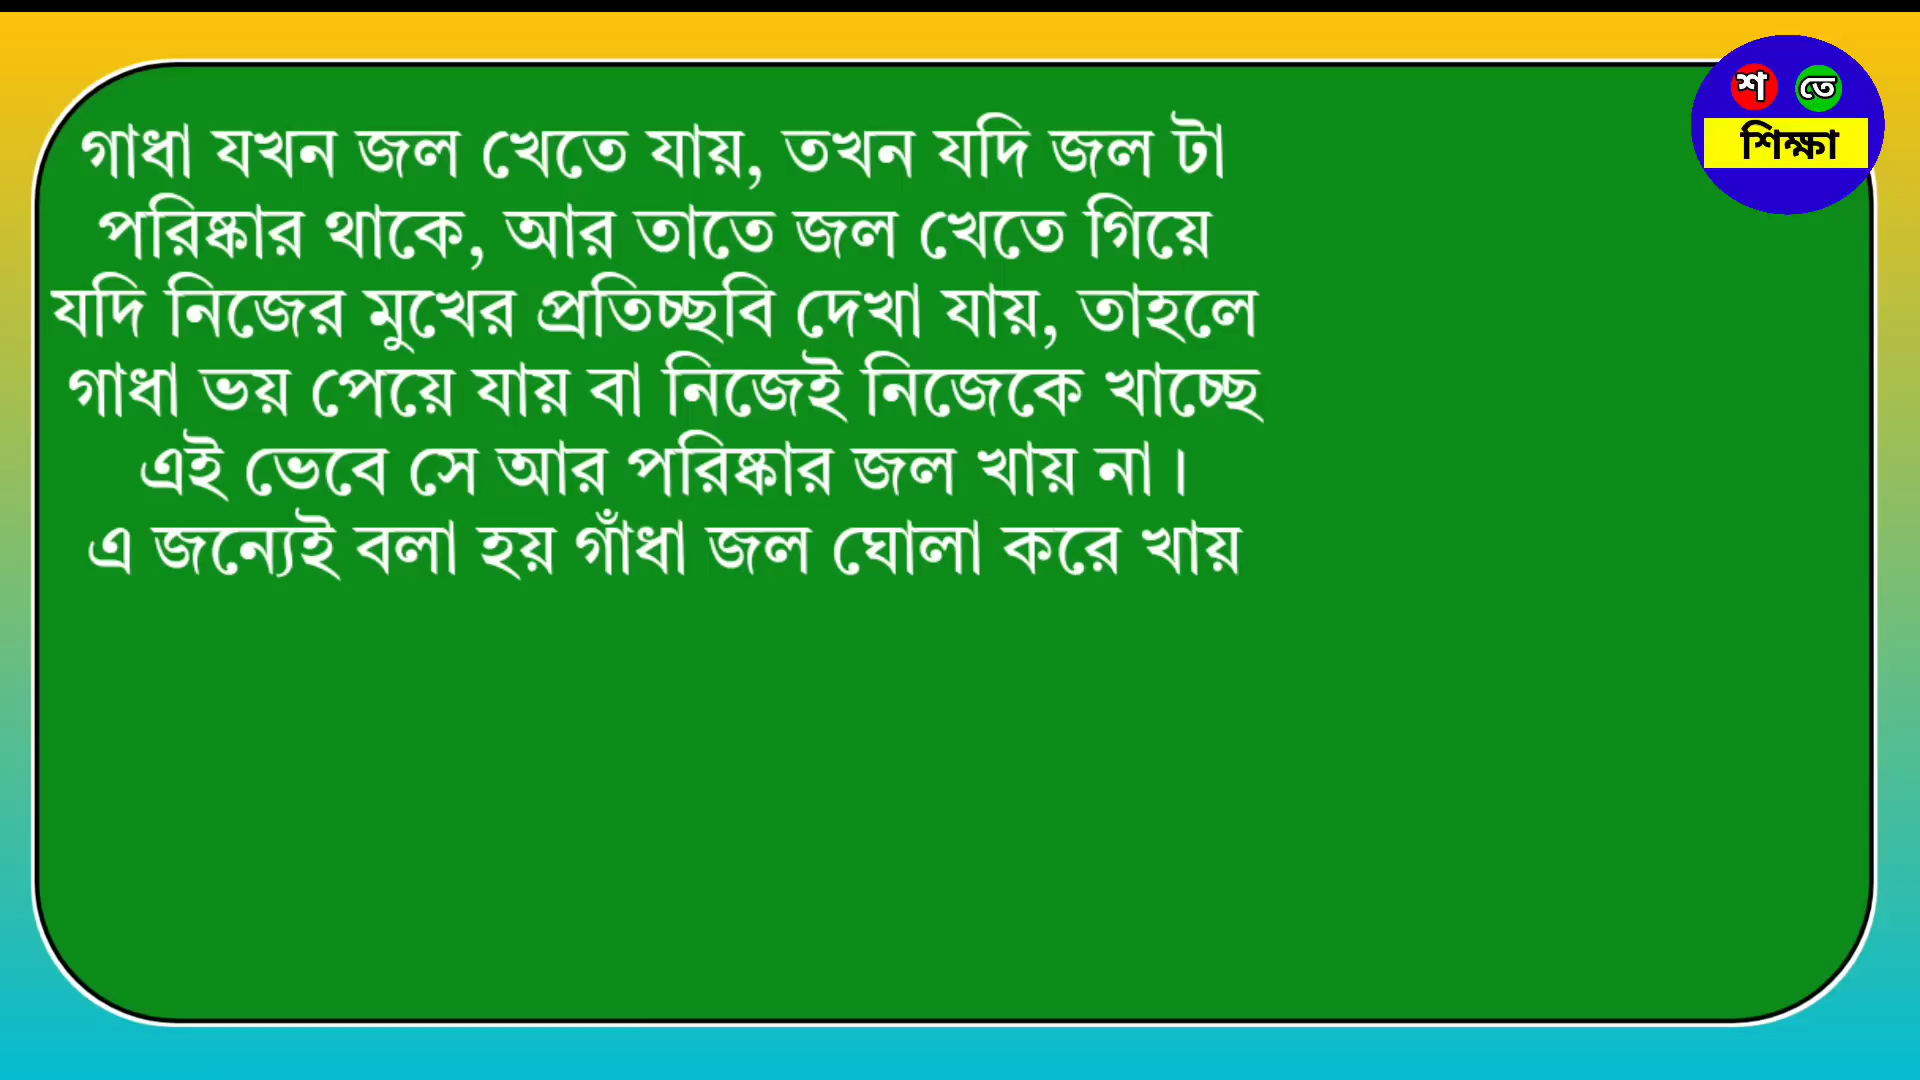 শ তে
শিক্ষা
গাধা যখন জল খেতে যায়, তখন যদি জল টা
পরিষ্কার থাকে, আর তাতে জল খেতে গিয়ে
যদি নিজের মুখের প্রতিচ্ছবি দেখা যায়, তাহলে
গাধা ভয় পেয়ে যায় বা নিজেই নিজেকে খাচ্ছে
এই ভেবে সে আর পরিষ্কার জল খায় না।
এ জন্যেই বলা হয় গাঁধা জল ঘোলা করে খায়